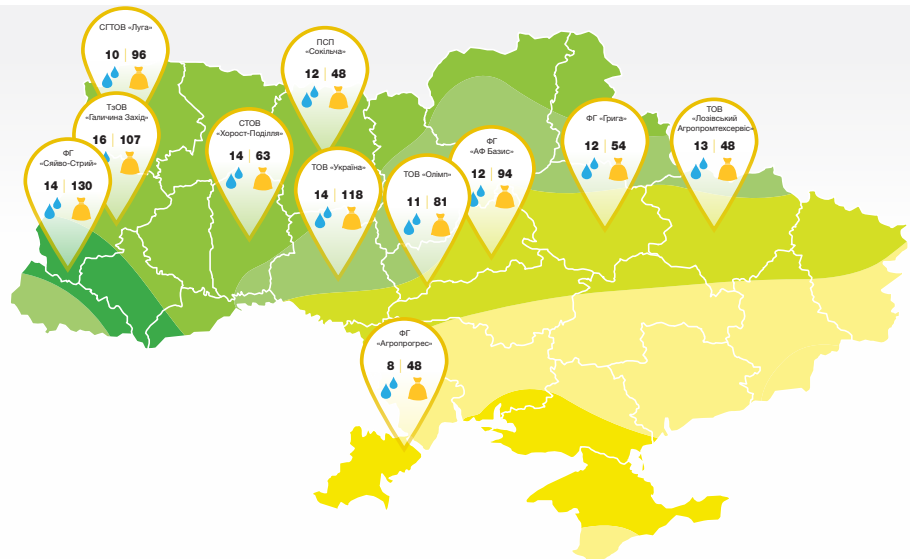 СГТОВ «Луга»
10 96
ПСП
«Сокільча»
12 48
ТзОВ
«Галичина Захід»
16 107
СТОВ
«Хорост-Поділля»
14 63
ФГ «Грига»
12 54
ТОВ
«Лозівський
Агропромтехсервіс»
13 48
ФГ
«Сяйво-Стрий»
14 130
ТОВ «Україна»
14 118
ТОВ «Олімп»
11 81
ФГ
«АФ Базис»
12 94
ФГ
«Агропрогрес»
8 48